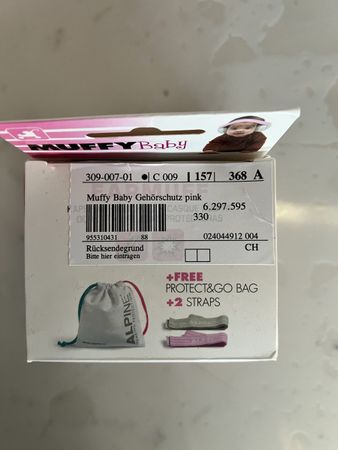 MUFFY Baby
309-007-01 ● C 009 157 368 A
Muffy Baby Gehörschutz pink
6.297.595
330
955310431 88 024044912 004
Rücksendegrund CH
Bitte hier eintragen
+FREE
PROTECT&GO BAG
+2 STRAPS
ALPINE